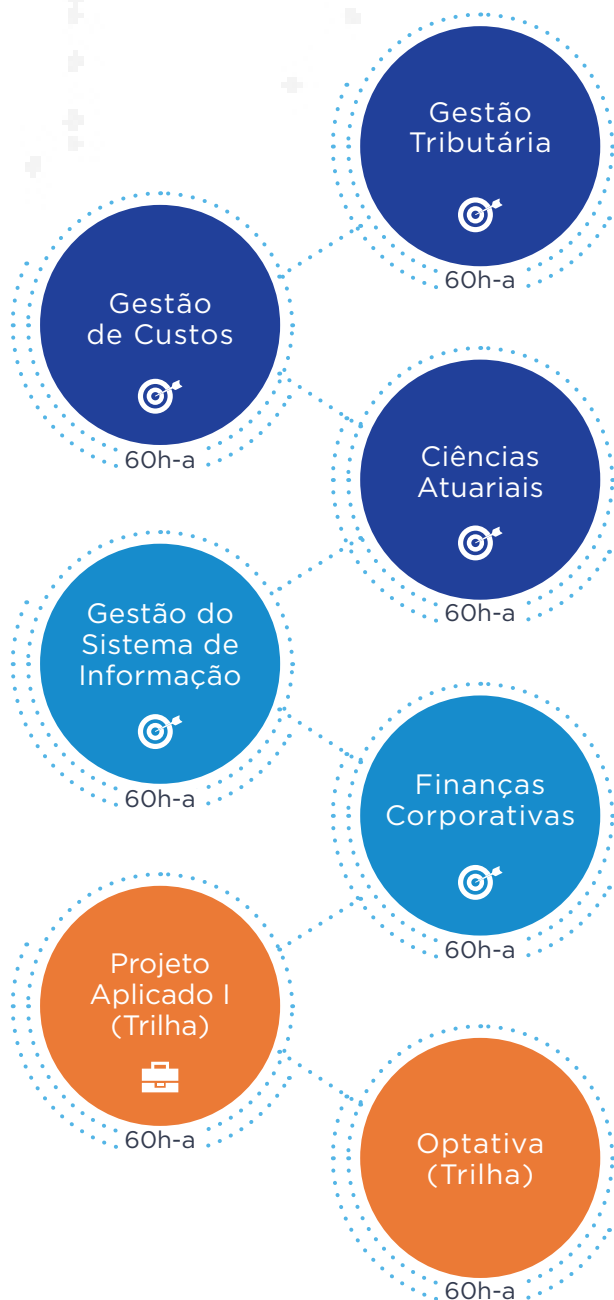 Gestão
Tributária
60h-a
Gestão
de Custos
60h-a
Ciências
Atuariais
60h-a
Gestão do
Sistema de
Informação
60h-a
Finanças
Corporativas
60h-a
Projeto
Aplicado I
(Trilha)
60h-a
Optativa
(Trilha)
60h-a